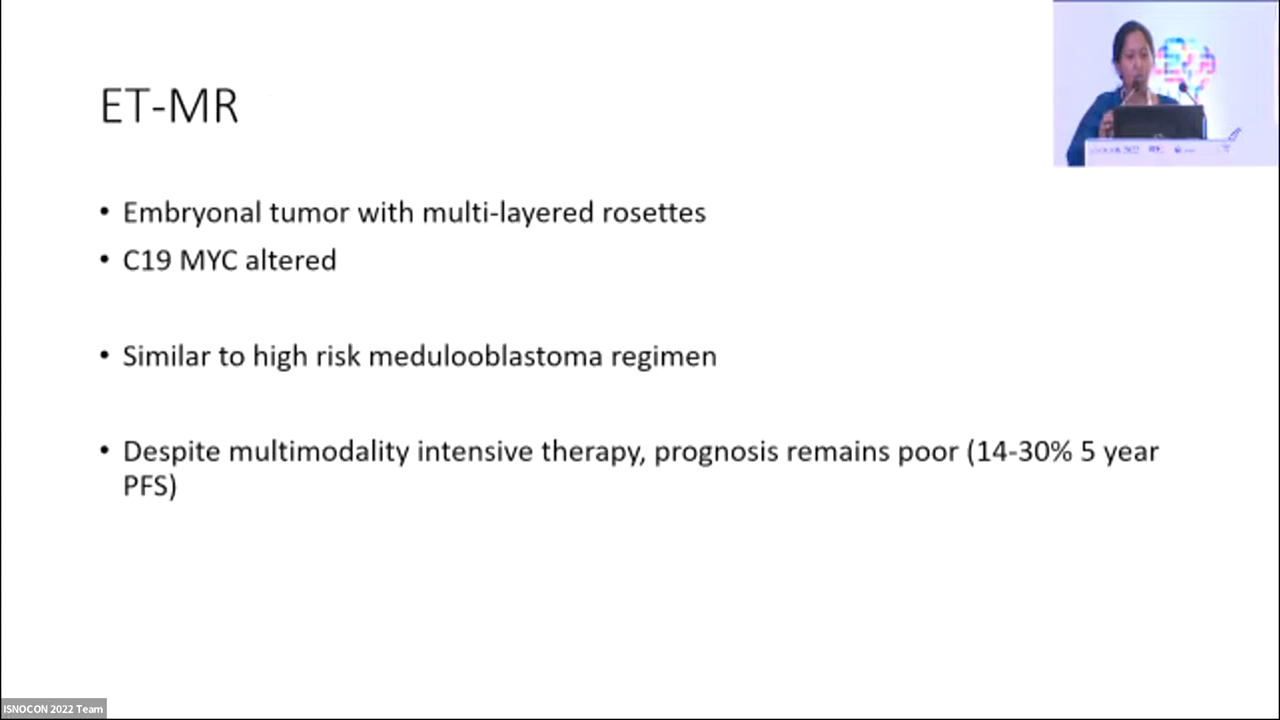 ET-MR
• Embryonal tumor with multi-layered rosettes
• C19 MYC altered
• Similar to high risk medulooblastoma regimen
• Despite multimodality intensive therapy, prognosis remains poor (14-30% 5 year
PFS)
ISNOCON 2022 Team